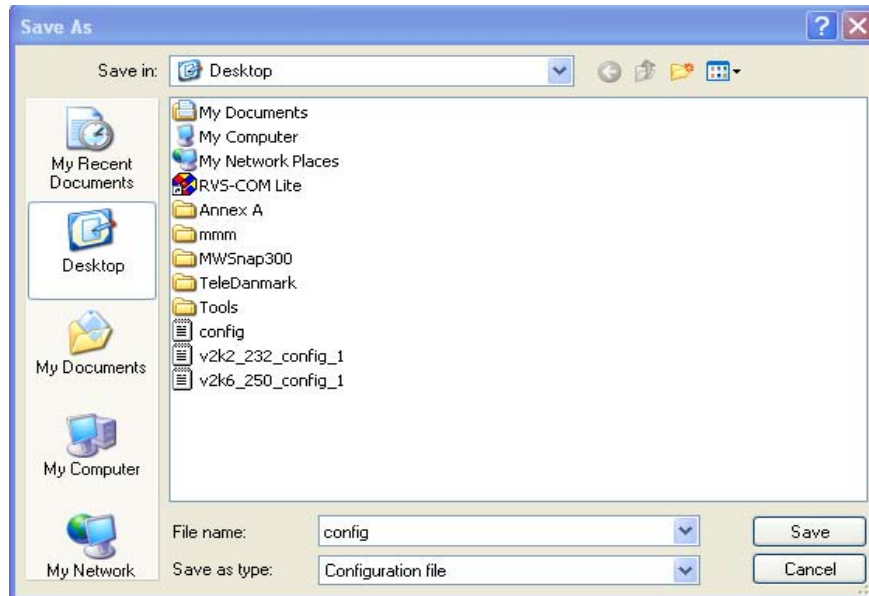 Save As
Save in:
Desktop
My Recent
Documents
Desktop
My Documents
My Computer
My Network
My Documents
My Computer
My Network Places
RVS-COM Lite
Annex A
mmm
MWSnap300
TeleDanmark
Tools
config
v2k2_232_config_1
v2k6_250_config_1
File name:
config
Save
Save as type:
Configuration file
Cancel